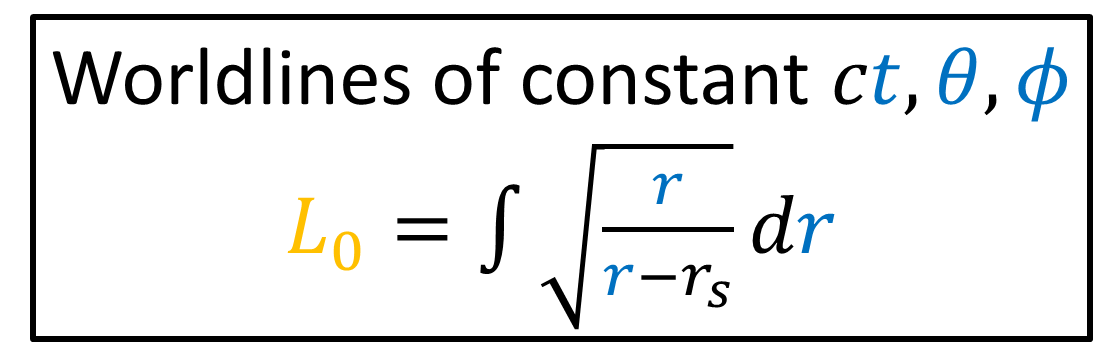 Worldlines of constant ct, θ, ϕ
L₀ = ∫ √(r/(r−rₛ)) dr